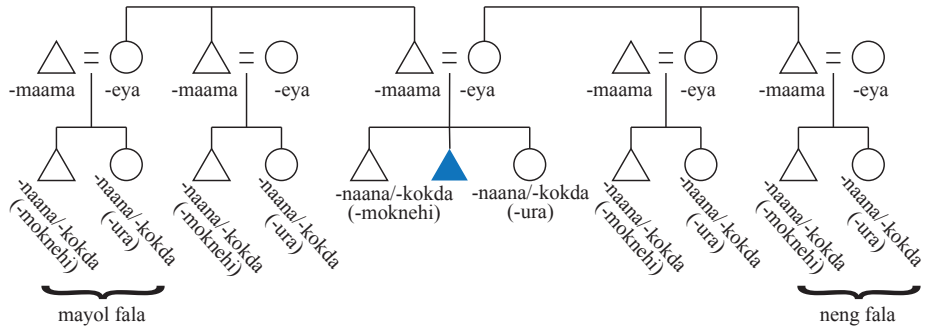 -maama -eya -maama -eya -maama -eya -maama -eya -maama -eya
-naana/-kokda
(-moknehi)
-naana/-kokda
(-ura)
-naana/-kokda
(-moknehi)
-naana/-kokda
(-ura)
-naana/-kokda
(-moknehi)
-naana/-kokda
(-ura)
-naana/-kokda
(-moknehi)
-naana/-kokda
(-ura)
-naana/-kokda
(-moknehi)
-naana/-kokda
(-ura)
mayol fala
neng fala